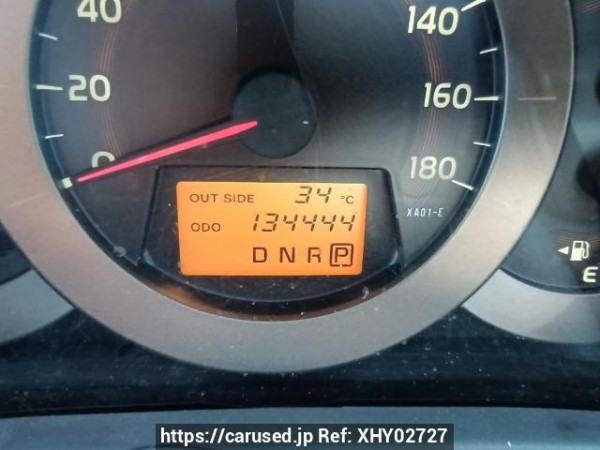 40
140
20
160
0
180
OUT SIDE 34 °C
ODO 134444
D N R P
XA01-E
E
https://carused.jp Ref: XHY02727